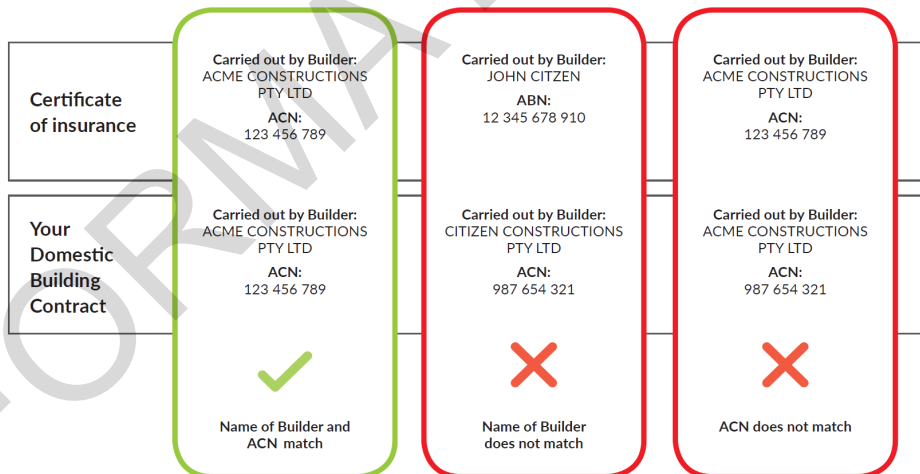 Certificate
of insurance
Carried out by Builder:
ACME CONSTRUCTIONS
PTY LTD
ACN:
123 456 789
Carried out by Builder:
JOHN CITZEN
ABN:
12 345 678 910
Carried out by Builder:
ACME CONSTRUCTIONS
PTY LTD
ACN:
123 456 789
Your
Domestic
Building
Contract
Carried out by Builder:
ACME CONSTRUCTIONS
PTY LTD
ACN:
123 456 789
Carried out by Builder:
CITIZEN CONSTRUCTIONS
PTY LTD
ACN:
987 654 321
Carried out by Builder:
ACME CONSTRUCTIONS
PTY LTD
ACN:
987 654 321
Name of Builder and
ACN match
Name of Builder
does not match
ACN does not match